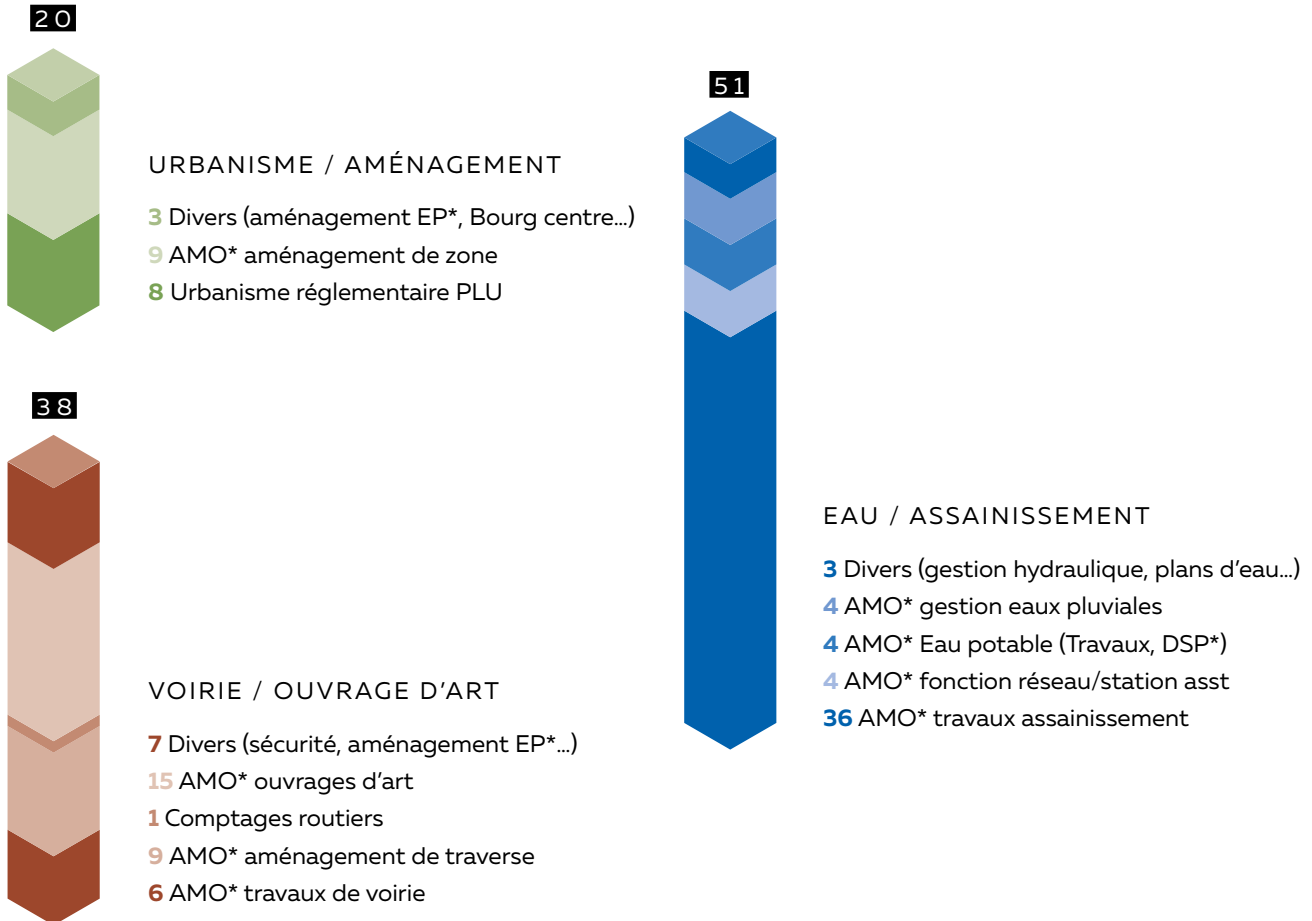 20
URBANISME / AMÉNAGEMENT
3 Divers (aménagement EP*, Bourg centre...)
9 AMO* aménagement de zone
8 Urbanisme réglementaire PLU
38
VOIRIE / OUVRAGE D'ART
7 Divers (sécurité, aménagement EP*...)
15 AMO* ouvrages d'art
1 Comptages routiers
9 AMO* aménagement de traverse
6 AMO* travaux de voirie
51
EAU / ASSAINISSEMENT
3 Divers (gestion hydraulique, plans d'eau...)
4 AMO* gestion eaux pluviales
4 AMO* Eau potable (Travaux, DSP*)
4 AMO* fonction réseau/station asst
36 AMO* travaux assainissement